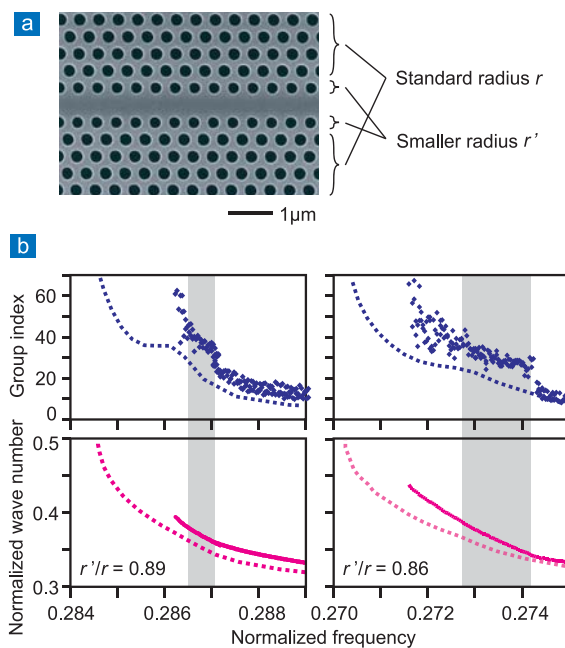 a
Standard radius r
Smaller radius r'
1μm
b
Group index
60
40
20
0
Normalized wave number
0.5
0.4
0.3
r'/r = 0.89
r'/r = 0.86
0.284
0.286
0.288
0.270
0.272
0.274
Normalized frequency